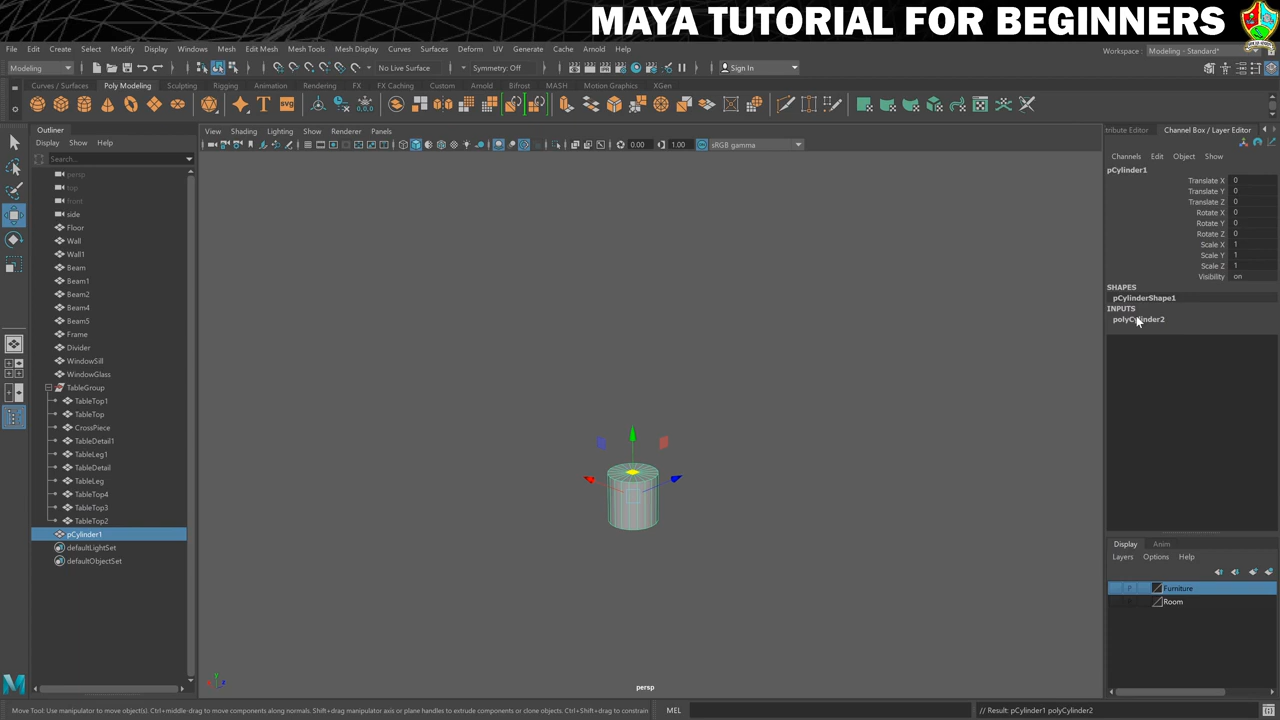 MAYA TUTORIAL FOR BEGINNERS
File Edit Create Select Modify Display Windows Mesh Edit Mesh Mesh Tools Mesh Display Curves Surfaces Deform UV Generate Cache Arnold Help
Workspace : Modeling - Standard*
Modeling No Live Surface Symmetry: Off Sign In
Curves / Surfaces Poly Modeling Sculpting Rigging Animation Rendering FX FX Caching Custom Arnold Bifrost MASH Motion Graphics XGen
Outliner
Display Show Help
Search...
persp
top
front
side
Floor
Wall
Wall1
Beam
Beam1
Beam2
Beam4
Beam5
Frame
Divider
WindowSill
WindowGlass
TableGroup
TableTop1
TableTop
CrossPiece
TableDetail1
TableLeg1
TableDetail
TableLeg
TableTop4
TableTop3
TableTop2
pCylinder1
defaultLightSet
defaultObjectSet
View Shading Lighting Show Renderer Panels
0.00 1.00 sRGB gamma
persp
tribute Editor Channel Box / Layer Editor
Channels Edit Object Show
pCylinder1
Translate X 0
Translate Y 0
Translate Z 0
Rotate X 0
Rotate Y 0
Rotate Z 0
Scale X 1
Scale Y 1
Scale Z 1
Visibility on
SHAPES
pCylinderShape1
INPUTS
polyCylinder2
Display Anim
Layers Options Help
P Furniture
P Room
Move Tool: Use manipulator to move object(s). Ctrl+middle-drag to move components along normals. Shift+drag manipulator axis or plane handles to extrude components or clone objects. Ctrl+Shift+drag to constrain
MEL
// Result: pCylinder1 polyCylinder2